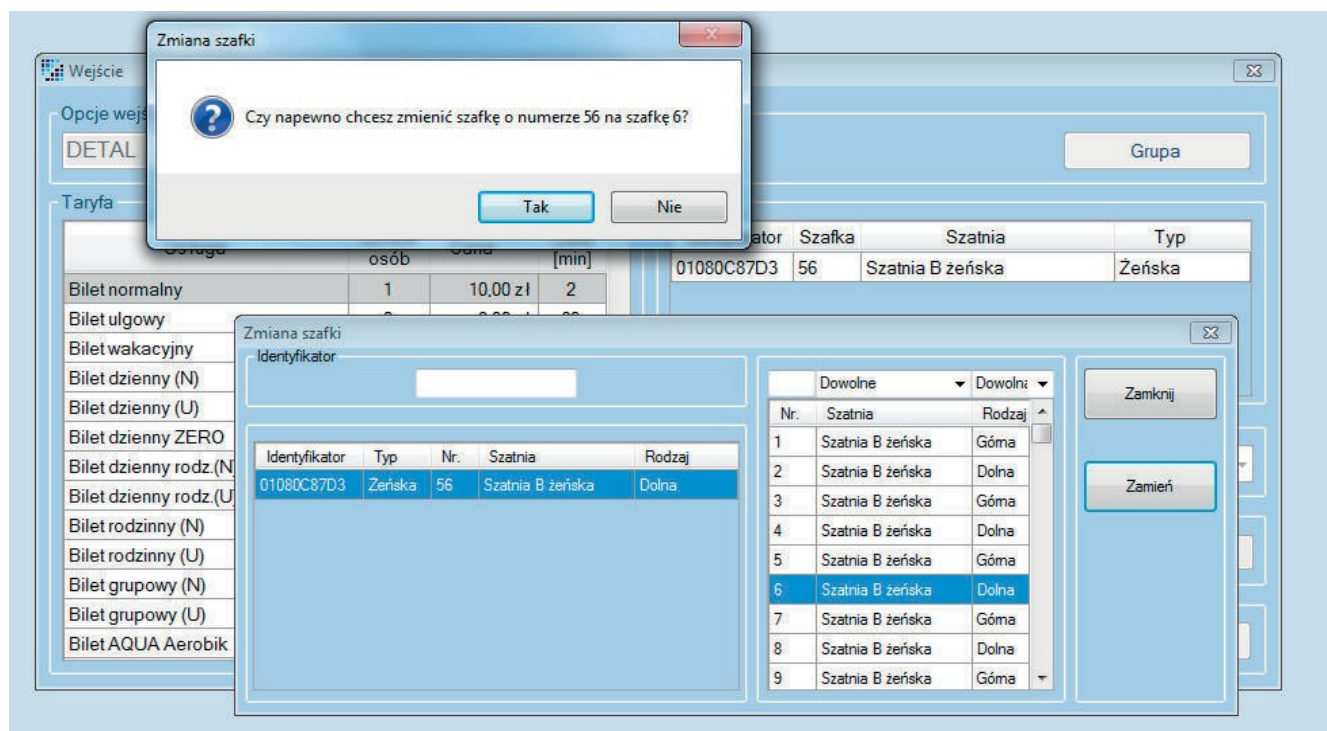 Zmiana szafki
Czy napewno chcesz zmienić szafkę o numerze 56 na szafkę 6?
Tak Nie
Wejście
Opcje wejś
DETAL
Grupa
Taryfa
osób [min]
Bilet normalny 1 10,00 zł 2
Bilet ulgowy
Bilet wakacyjny
Bilet dzienny (N)
Bilet dzienny (U)
Bilet dzienny ZERO
Bilet dzienny rodz.(N
Bilet dzienny rodz.(U
Bilet rodzinny (N)
Bilet rodzinny (U)
Bilet grupowy (N)
Bilet grupowy (U)
Bilet AQUA Aerobik
ator Szafka Szatnia Typ
01080C87D3 56 Szatnia B żeńska Żeńska
Zmiana szafki
Identyfikator
Identyfikator Typ Nr. Szatnia Rodzaj
01080C87D3 Żeńska 56 Szatnia B żeńska Dolna
Dowolne Dowolna
Nr. Szatnia Rodzaj
1 Szatnia B żeńska Górna
2 Szatnia B żeńska Dolna
3 Szatnia B żeńska Górna
4 Szatnia B żeńska Dolna
5 Szatnia B żeńska Górna
6 Szatnia B żeńska Dolna
7 Szatnia B żeńska Górna
8 Szatnia B żeńska Dolna
9 Szatnia B żeńska Górna
Zamknij
Zamień